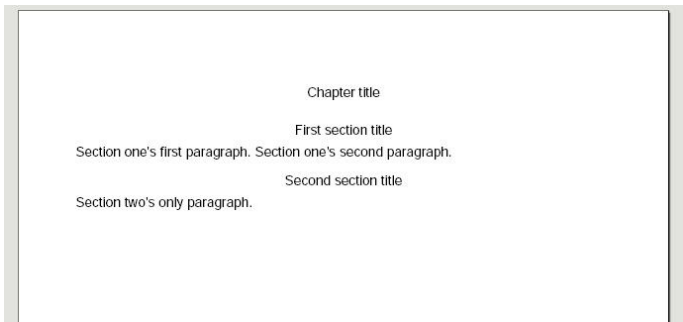 Chapter title
First section title
Section one's first paragraph. Section one's second paragraph.
Second section title
Section two's only paragraph.